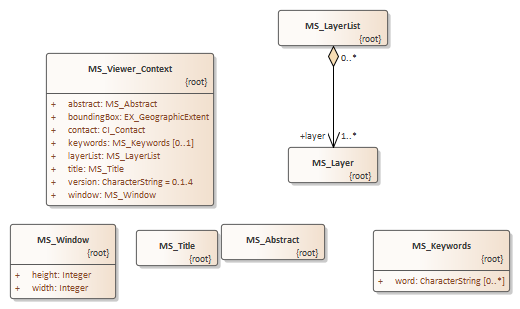 MS_LayerList
{root}
0..*
+layer
1..*
MS_Layer
{root}
MS_Viewer_Context
{root}
+ abstract: MS_Abstract
+ boundingBox: EX_GeographicExtent
+ contact: CI_Contact
+ keywords: MS_Keywords [0..1]
+ layerList: MS_LayerList
+ title: MS_Title
+ version: CharacterString = 0.1.4
+ window: MS_Window
MS_Window
{root}
+ height: Integer
+ width: Integer
MS_Title
{root}
MS_Abstract
{root}
MS_Keywords
{root}
+ word: CharacterString [0..*]